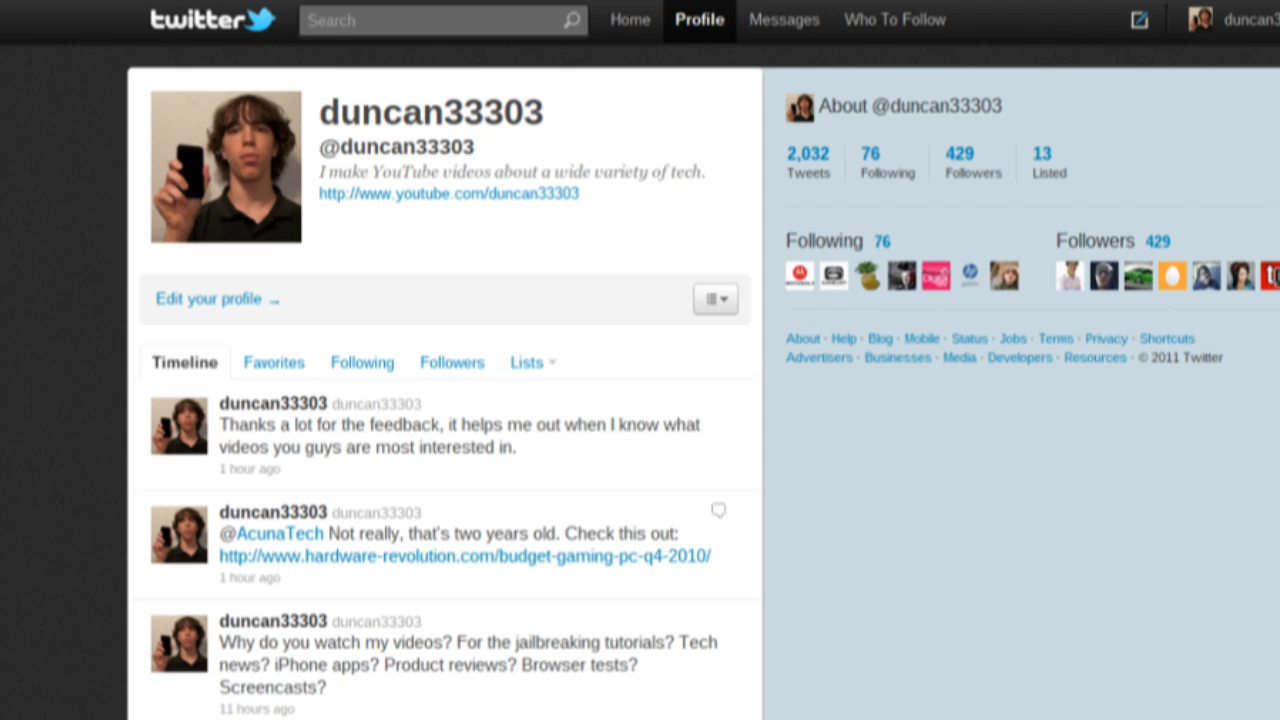 twitter Search Home Profile Messages Who To Follow duncan3
duncan33303
@duncan33303
I make YouTube videos about a wide variety of tech.
http://www.youtube.com/duncan33303
Edit your profile →
Timeline Favorites Following Followers Lists
duncan33303 duncan33303
Thanks a lot for the feedback, it helps me out when I know what
videos you guys are most interested in.
1 hour ago
duncan33303 duncan33303
@AcunaTech Not really, that's two years old. Check this out:
http://www.hardware-revolution.com/budget-gaming-pc-q4-2010/
1 hour ago
duncan33303 duncan33303
Why do you watch my videos? For the jailbreaking tutorials? Tech
news? iPhone apps? Product reviews? Browser tests?
Screencasts?
11 hours ago
About @duncan33303
2,032 76 429 13
Tweets Following Followers Listed
Following 76 Followers 429
About · Help · Blog · Mobile · Status · Jobs · Terms · Privacy · Shortcuts
Advertisers · Businesses · Media · Developers · Resources · © 2011 Twitter